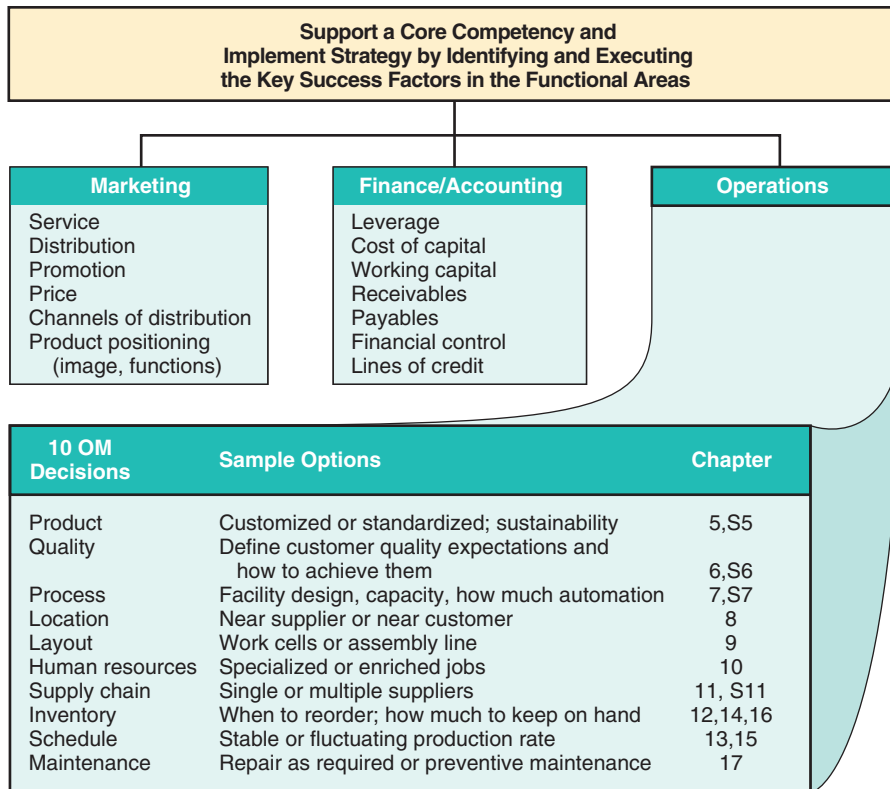 Support a Core Competency and
Implement Strategy by Identifying and Executing
the Key Success Factors in the Functional Areas
Marketing
Service
Distribution
Promotion
Price
Channels of distribution
Product positioning
(image, functions)
Finance/Accounting
Leverage
Cost of capital
Working capital
Receivables
Payables
Financial control
Lines of credit
Operations
10 OM
Decisions Sample Options Chapter
Product Customized or standardized; sustainability 5,S5
Quality Define customer quality expectations and
how to achieve them 6,S6
Process Facility design, capacity, how much automation 7,S7
Location Near supplier or near customer 8
Layout Work cells or assembly line 9
Human resources Specialized or enriched jobs 10
Supply chain Single or multiple suppliers 11, S11
Inventory When to reorder; how much to keep on hand 12,14,16
Schedule Stable or fluctuating production rate 13,15
Maintenance Repair as required or preventive maintenance 17